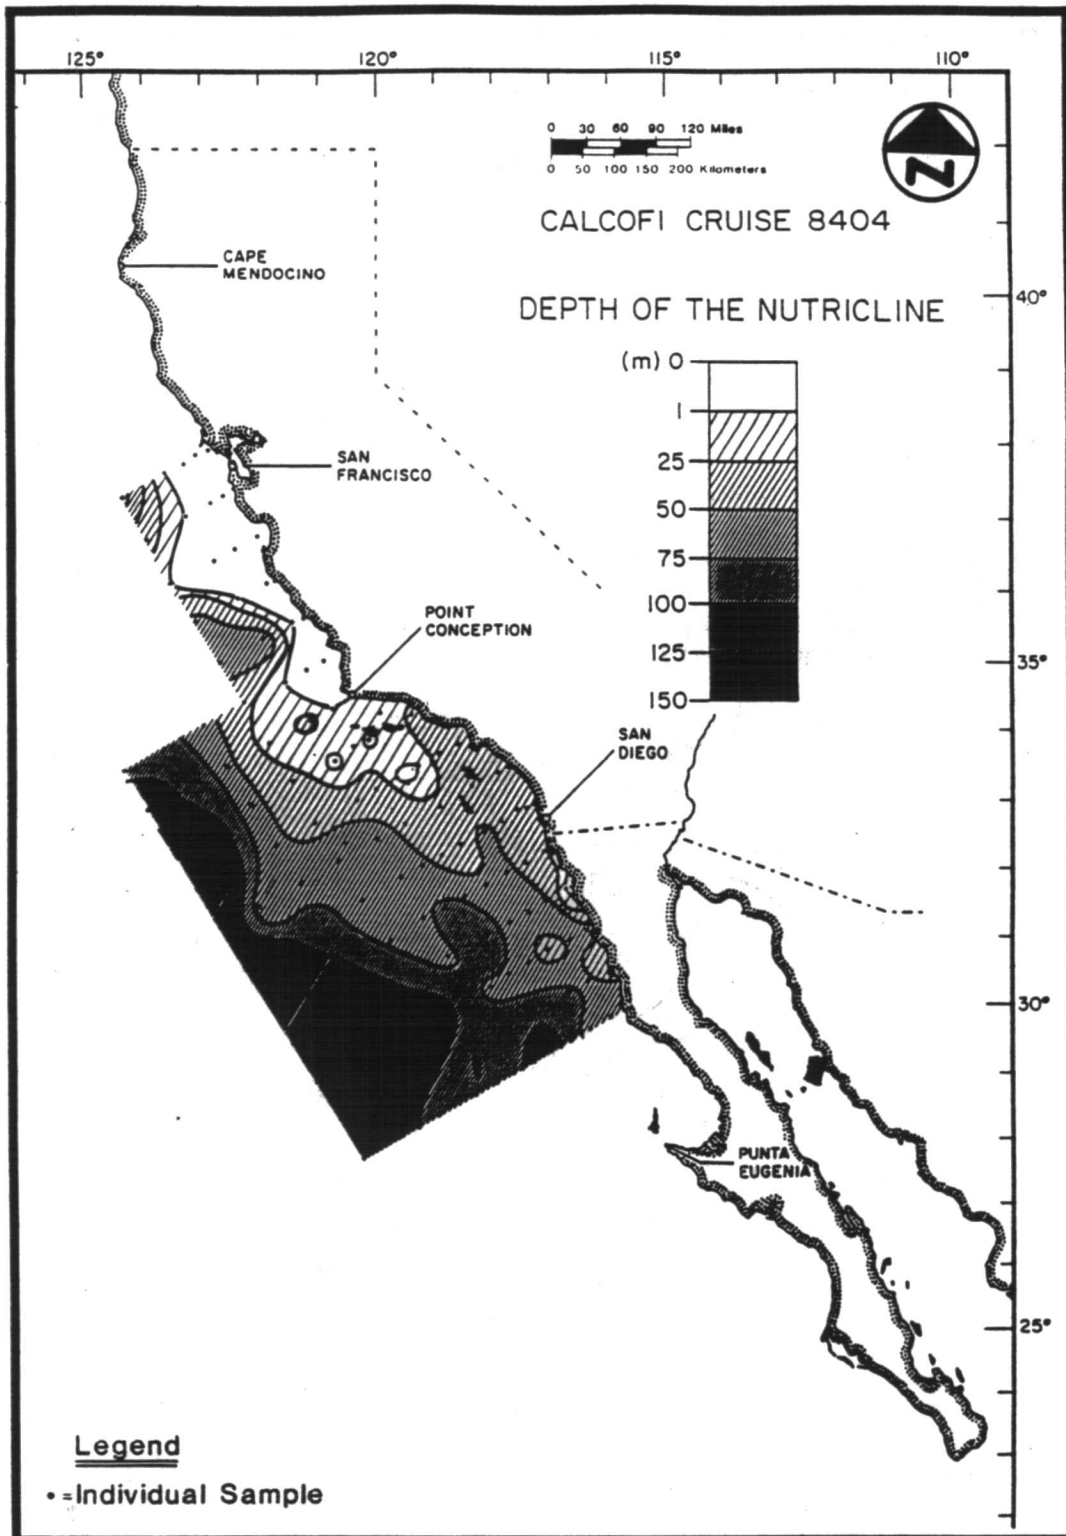 125° 120° 115° 110°
0 30 60 90 120 Miles
0 50 100 150 200 Kilometers
N
CALCOFI CRUISE 8404
CAPE
MENDOCINO
40°
DEPTH OF THE NUTRICLINE
(m) 0
1
25
50
75
100
125
150
SAN
FRANCISCO
POINT
CONCEPTION
35°
SAN
DIEGO
30°
PUNTA
EUGENIA
25°
Legend
• = Individual Sample